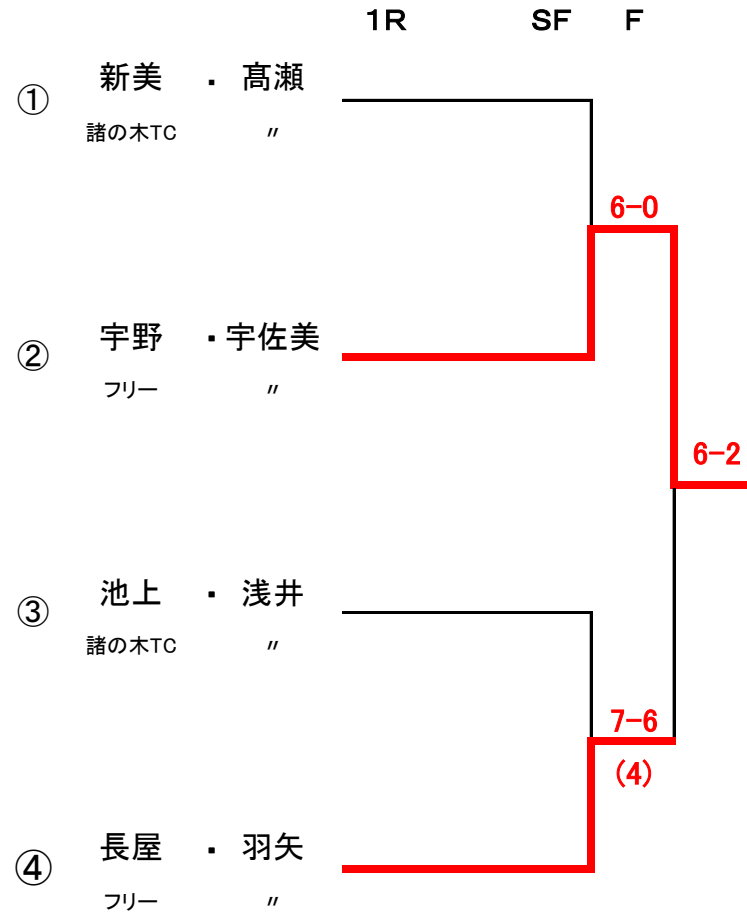 1R SF F
① 新美 ・ 髙瀬
諸の木TC 〃
6-0
② 宇野 ・ 宇佐美
フリー 〃
6-2
③ 池上 ・ 浅井
諸の木TC 〃
7-6
(4)
④ 長屋 ・ 羽矢
フリー 〃